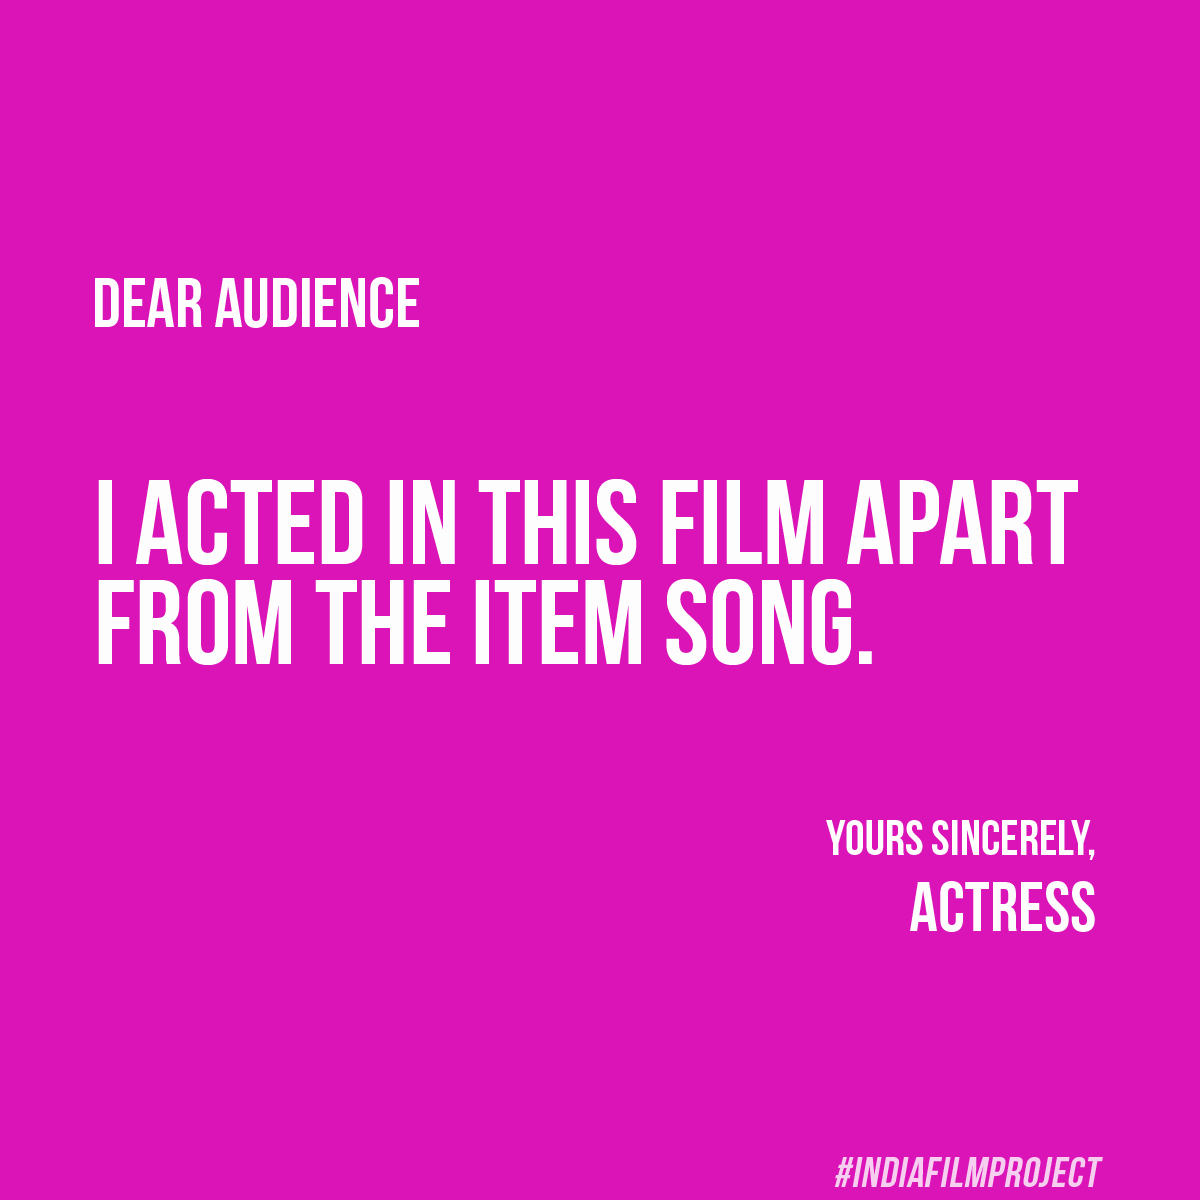 DEAR AUDIENCE
I ACTED IN THIS FILM APART
FROM THE ITEM SONG.
YOURS SINCERELY,
ACTRESS
#INDIAFILMPROJECT